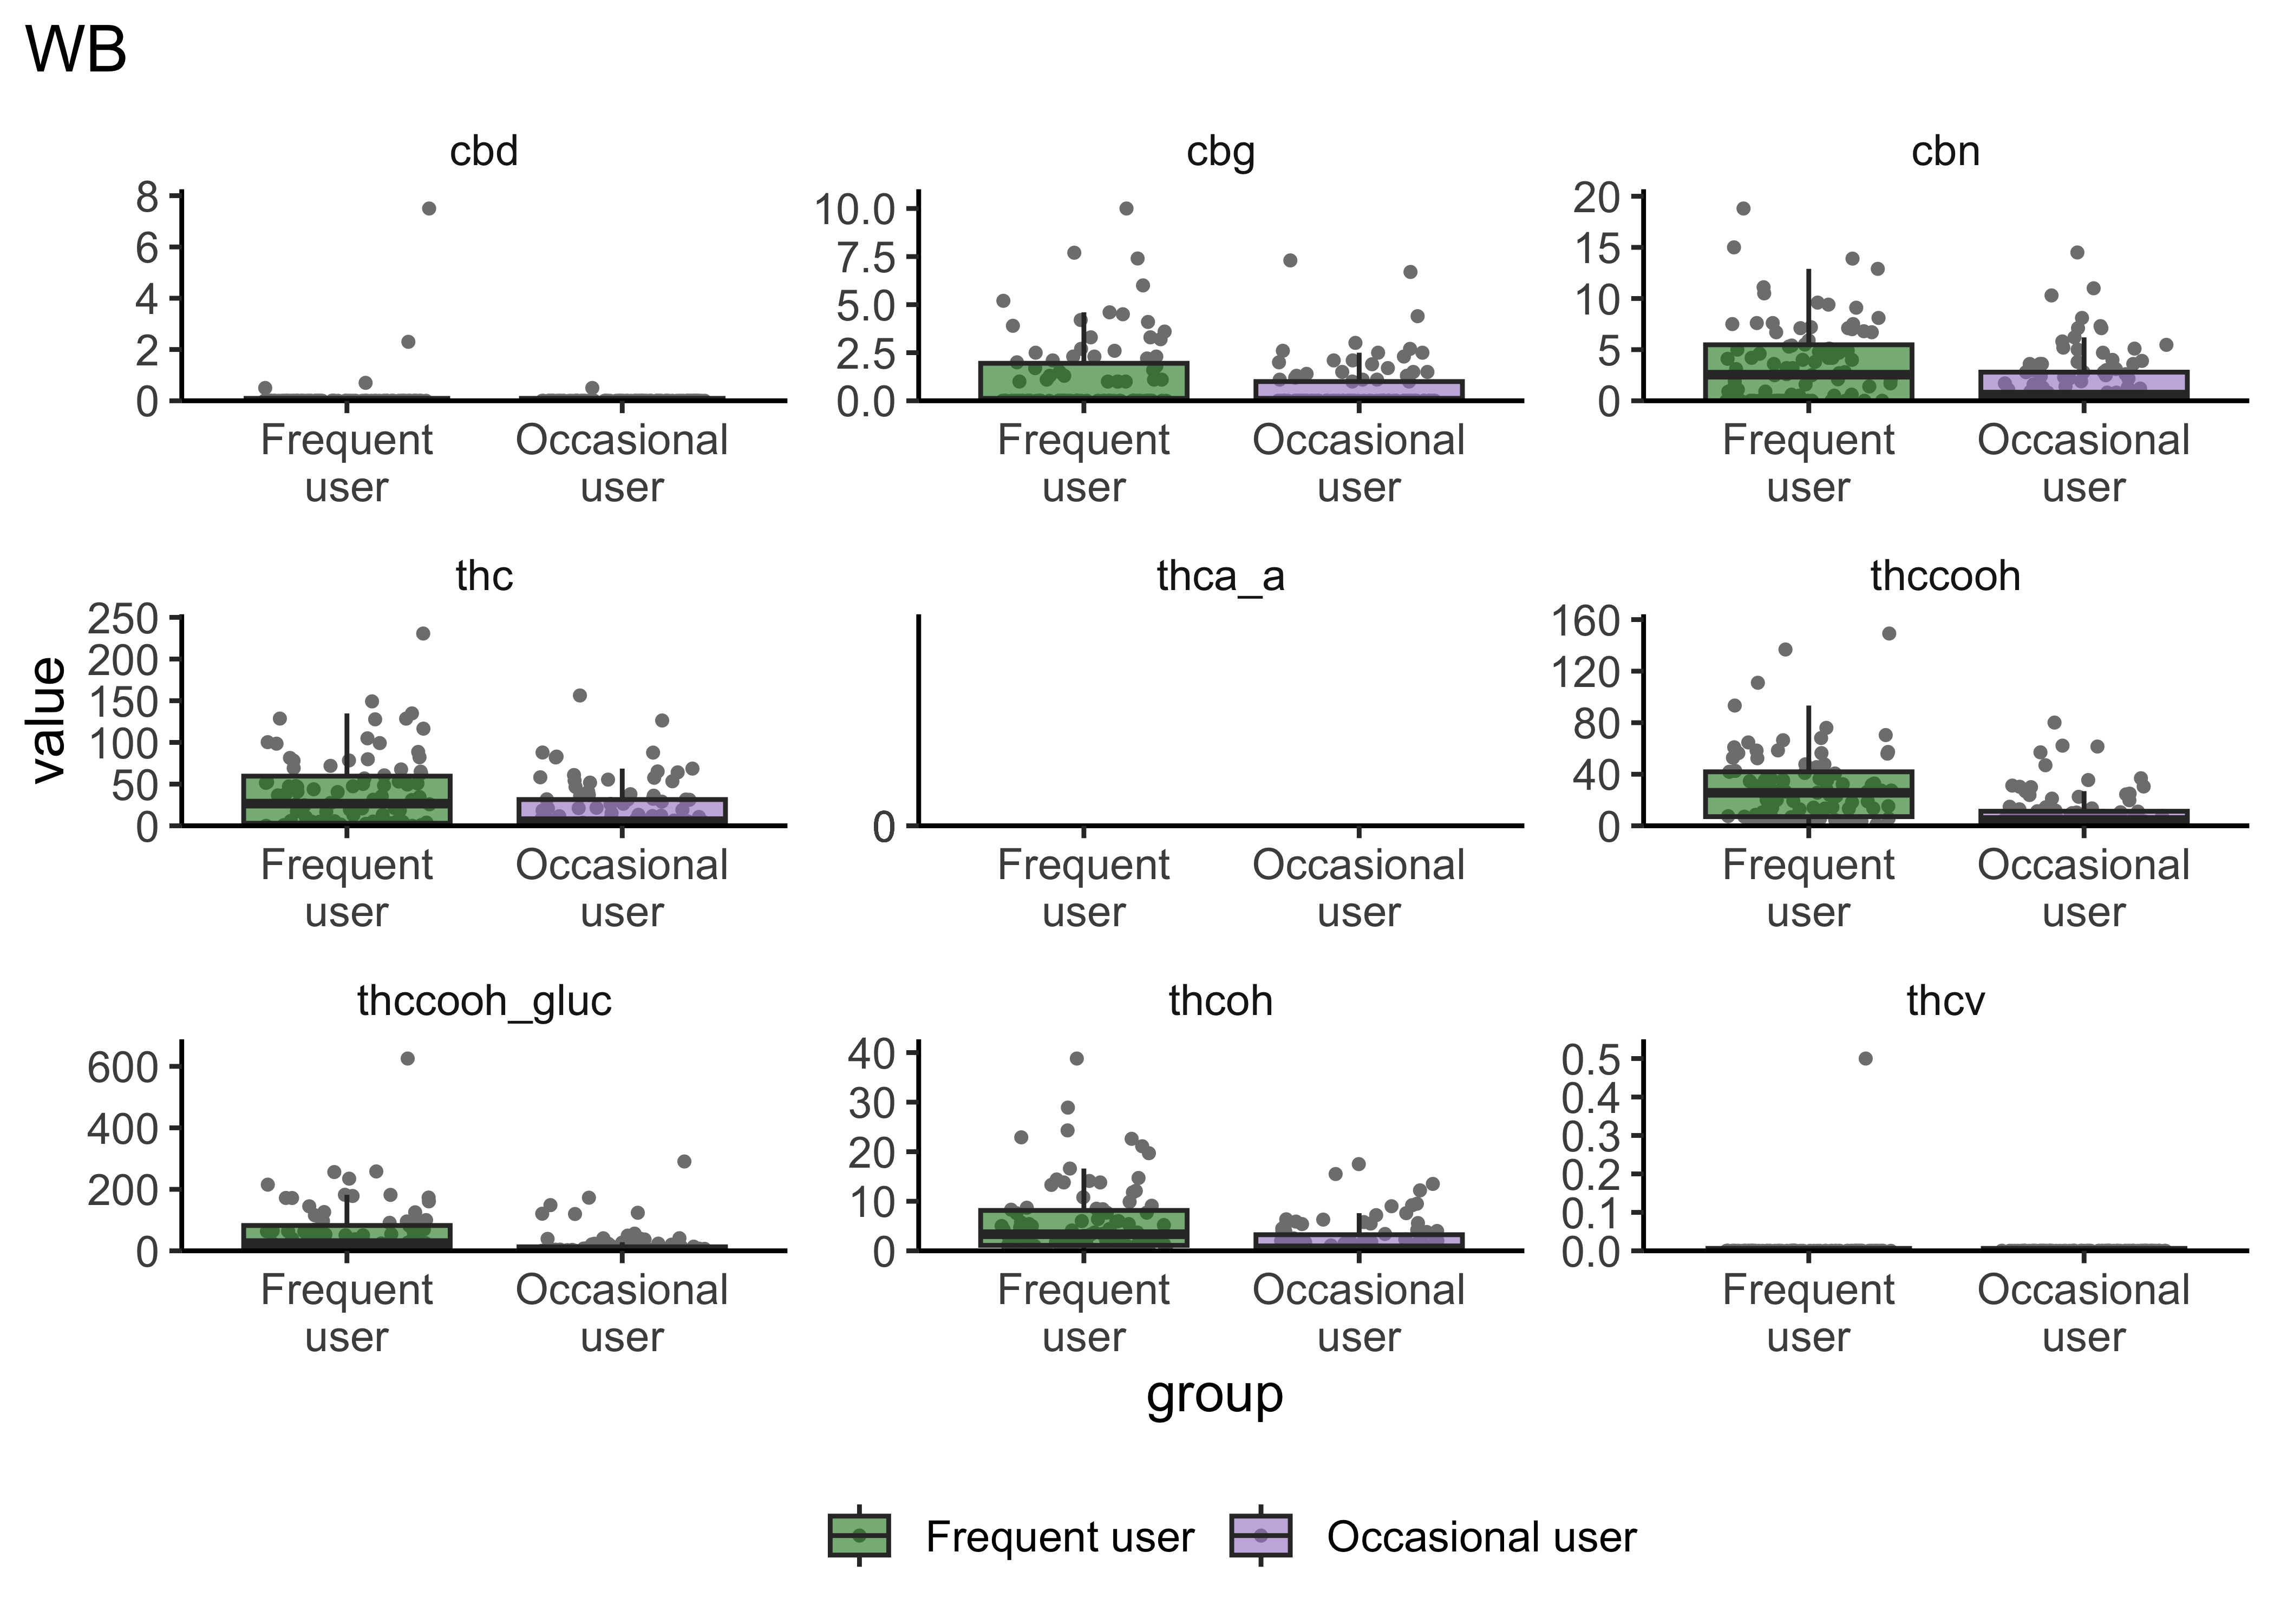 WB
cbd
cbg
cbn
8
6
4
2
0
10.0
7.5
5.0
2.5
0.0
20
15
10
5
0
Frequent
user
Occasional
user
Frequent
user
Occasional
user
Frequent
user
Occasional
user
value
thc
thca_a
thccooh
250
200
150
100
50
0
0
160
120
80
40
0
Frequent
user
Occasional
user
Frequent
user
Occasional
user
Frequent
user
Occasional
user
thccooh_gluc
thcoh
thcv
600
400
200
0
40
30
20
10
0
0.5
0.4
0.3
0.2
0.1
0.0
Frequent
user
Occasional
user
Frequent
user
Occasional
user
Frequent
user
Occasional
user
group
Frequent user
Occasional user